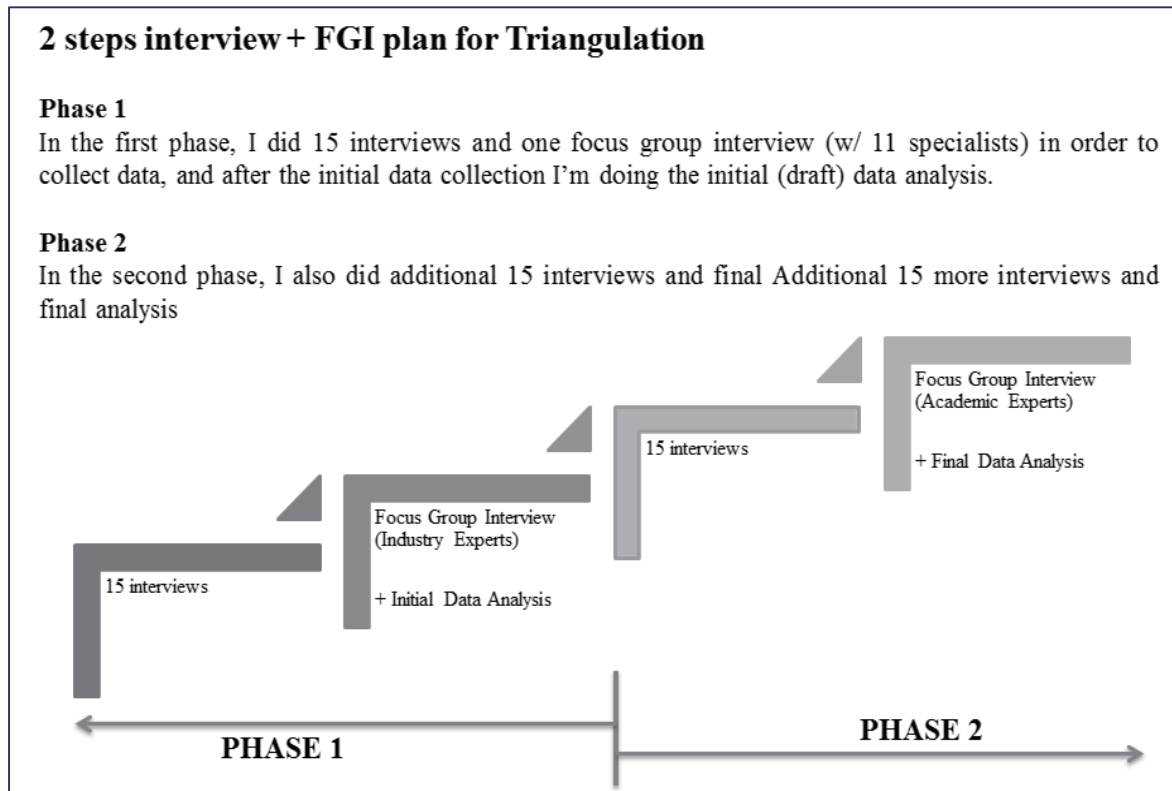 2 steps interview + FGI plan for Triangulation
Phase 1
In the first phase, I did 15 interviews and one focus group interview (w/ 11 specialists) in order to
collect data, and after the initial data collection I’m doing the initial (draft) data analysis.
Phase 2
In the second phase, I also did additional 15 interviews and final Additional 15 more interviews and
final analysis
15 interviews
Focus Group Interview
(Industry Experts)
+ Initial Data Analysis
15 interviews
Focus Group Interview
(Academic Experts)
+ Final Data Analysis
PHASE 1
PHASE 2